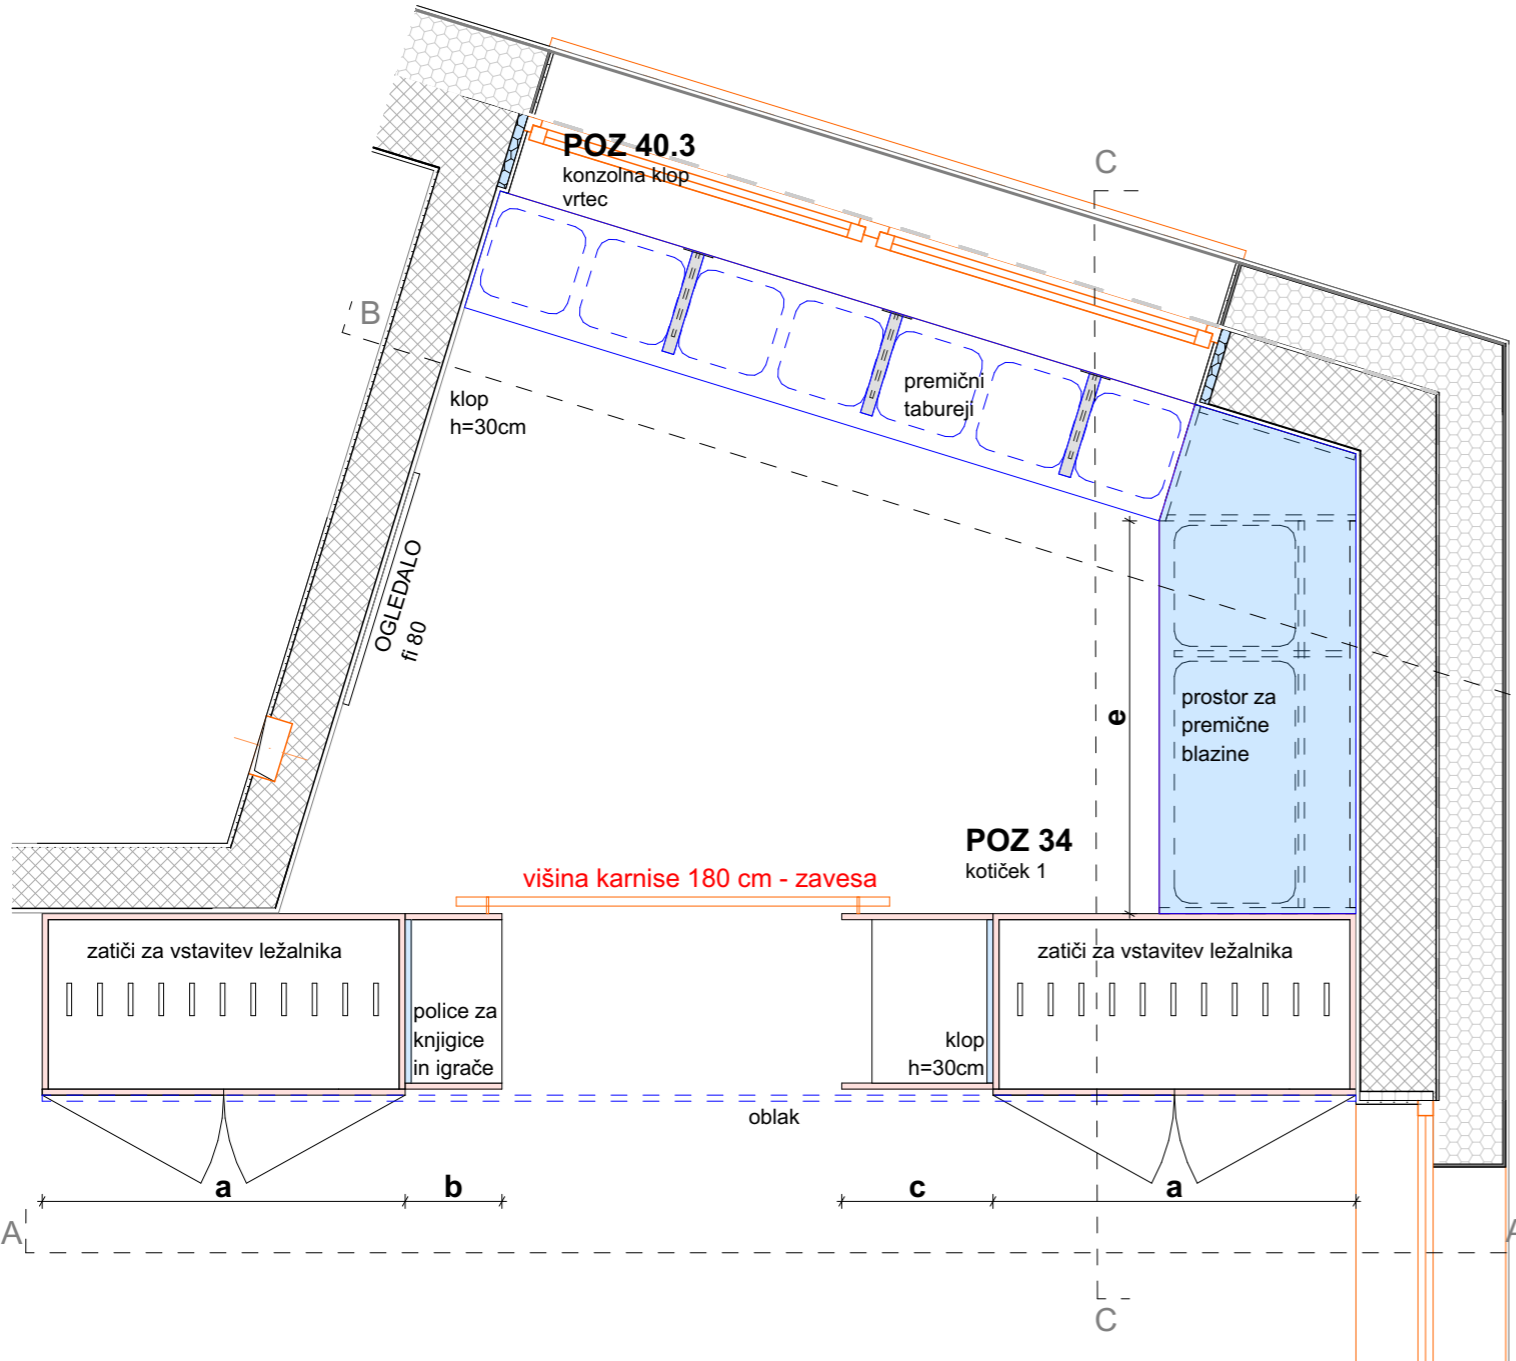 POZ 40.3
konzolna klop
vrtec
C
B
klop
h=30cm
premični
tabureji
OGLEDALO
fi 80
e
prostor za
premične
blazine
POZ 34
kotiček 1
višina karnise 180 cm - zavesa
zatiči za vstavitev ležalnika
zatiči za vstavitev ležalnika
police za
knjigice
in igrače
klop
h=30cm
oblak
a
b
c
a
A
A
C